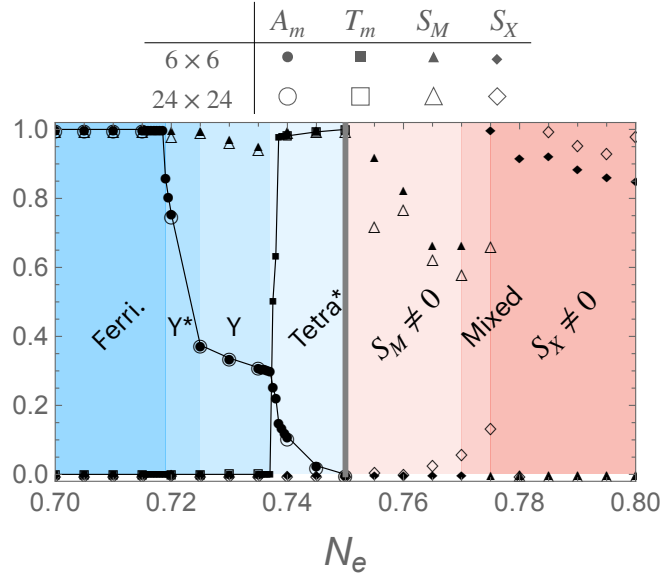 A_m T_m S_M S_X
6 × 6
24 × 24
1.0
0.8
0.6
0.4
0.2
0.0
Ferri.
Y*
Y
Tetra*
S_M ≠ 0
Mixed
S_X ≠ 0
0.70 0.72 0.74 0.76 0.78 0.80
N_e